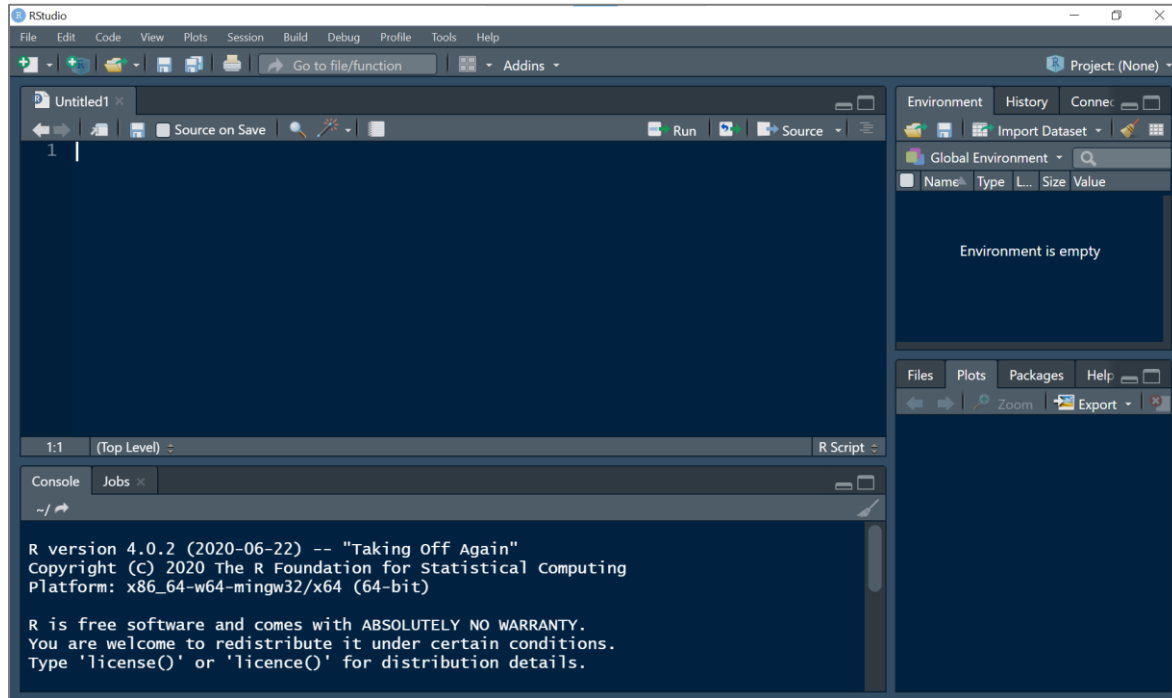 RStudio
File Edit Code View Plots Session Build Debug Profile Tools Help
Go to file/function Addins Project: (None)
Untitled1
Source on Save Run Source
1
1:1 (Top Level) R Script
Console Jobs
~/
R version 4.0.2 (2020-06-22) -- "Taking Off Again"
Copyright (C) 2020 The R Foundation for Statistical Computing
Platform: x86_64-w64-mingw32/x64 (64-bit)
R is free software and comes with ABSOLUTELY NO WARRANTY.
You are welcome to redistribute it under certain conditions.
Type 'license()' or 'licence()' for distribution details.
Environment History Connec
Import Dataset
Global Environment
Name Type L... Size Value
Environment is empty
Files Plots Packages Help
Zoom Export